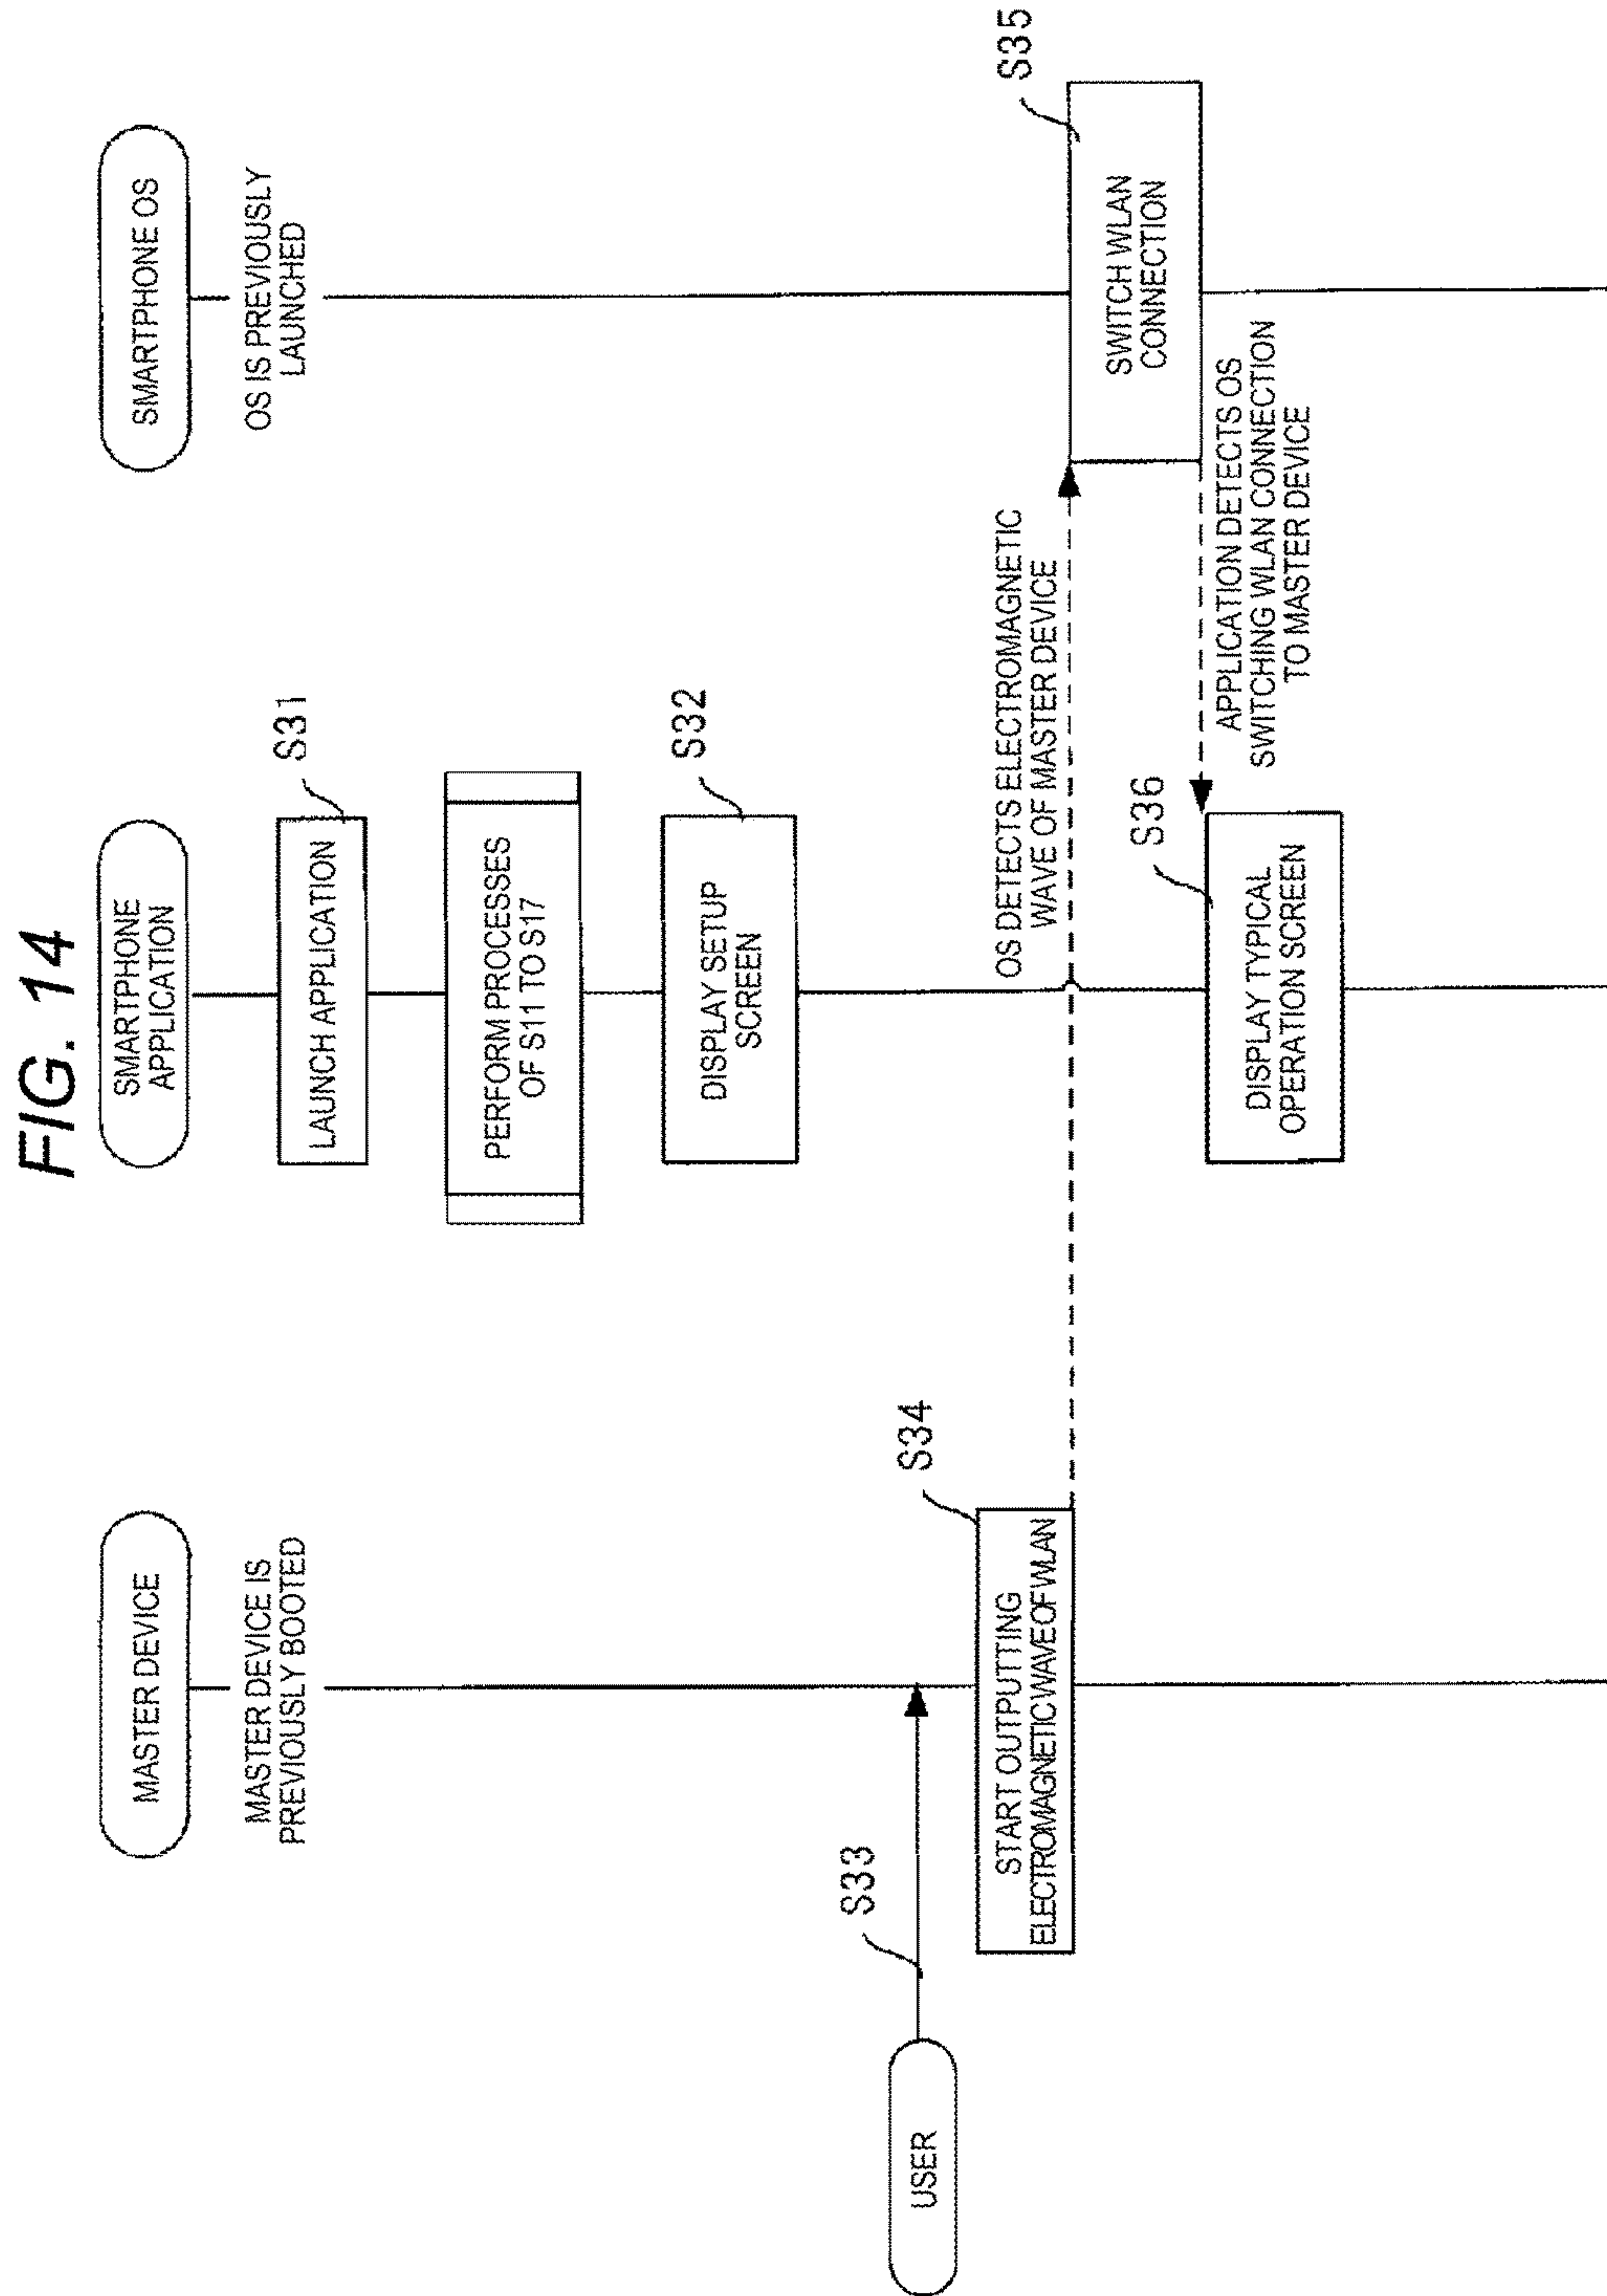 FIG. 14
MASTER DEVICE
SMARTPHONE
APPLICATION
SMARTPHONE OS
MASTER DEVICE IS
PREVIOUSLY BOOTED
OS IS PREVIOUSLY
LAUNCHED
S31
LAUNCH APPLICATION
PERFORM PROCESSES
OF S11 TO S17
S32
DISPLAY SETUP
SCREEN
USER
S33
S34
START OUTPUTTING
ELECTROMAGNETIC WAVE OF WLAN
OS DETECTS ELECTROMAGNETIC
WAVE OF MASTER DEVICE
S35
SWITCH WLAN
CONNECTION
APPLICATION DETECTS OS
SWITCHING WLAN CONNECTION
TO MASTER DEVICE
S36
DISPLAY TYPICAL
OPERATION SCREEN